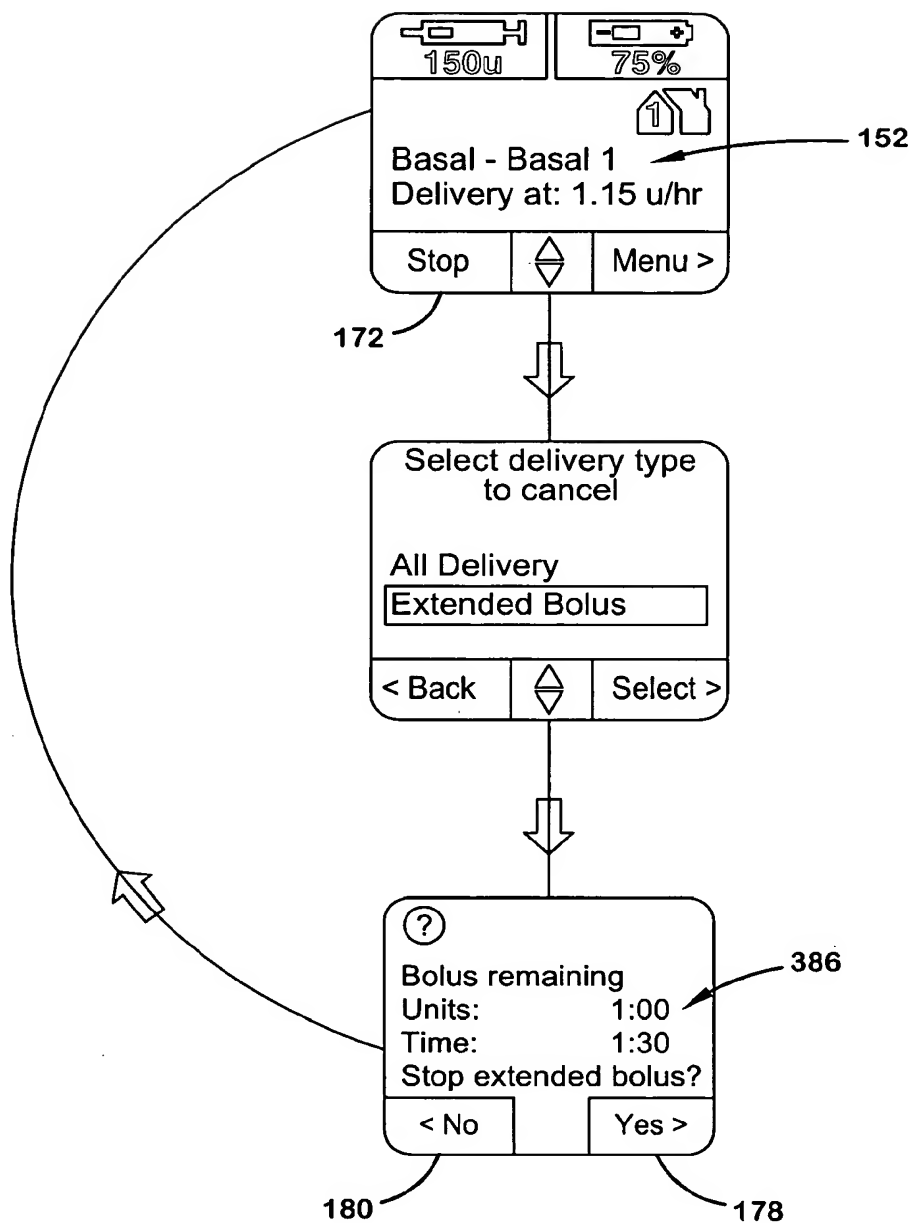 150u
75%
1
Basal - Basal 1
Delivery at: 1.15 u/hr
152
Stop
Menu >
172
Select delivery type
to cancel
All Delivery
Extended Bolus
< Back
Select >
?
Bolus remaining
Units: 1:00
386
Time: 1:30
Stop extended bolus?
< No
Yes >
180
178